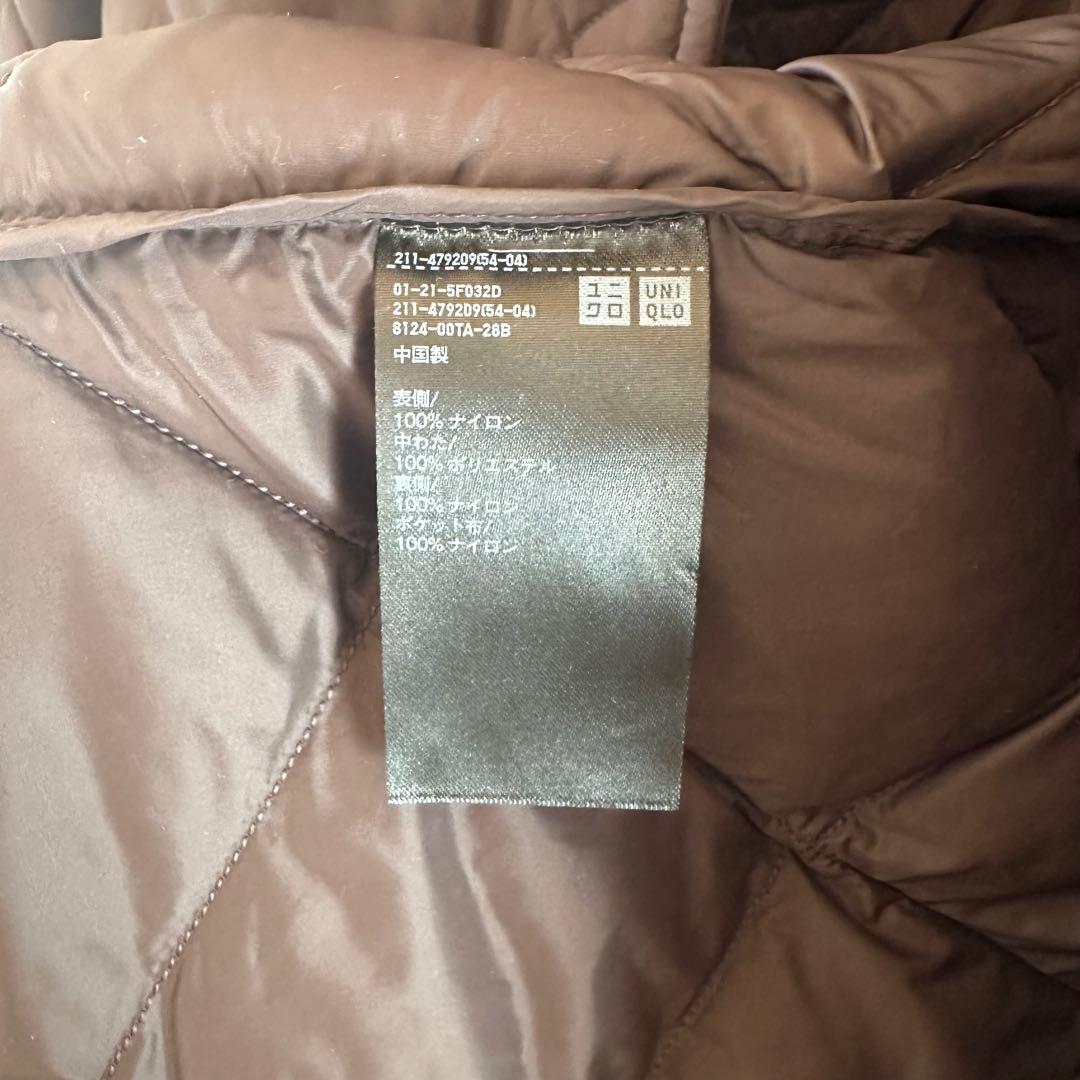 211-479209(54-04)
01-21-5F032D
211-479209(54-04)
8124-00TA-28B
ユニ
クロ
UNI
QLO
中国製
表側/
100% ナイロン
中わた/
100% ポリエステル
裏側/
100% ナイロン
ポケット布/
100% ナイロン